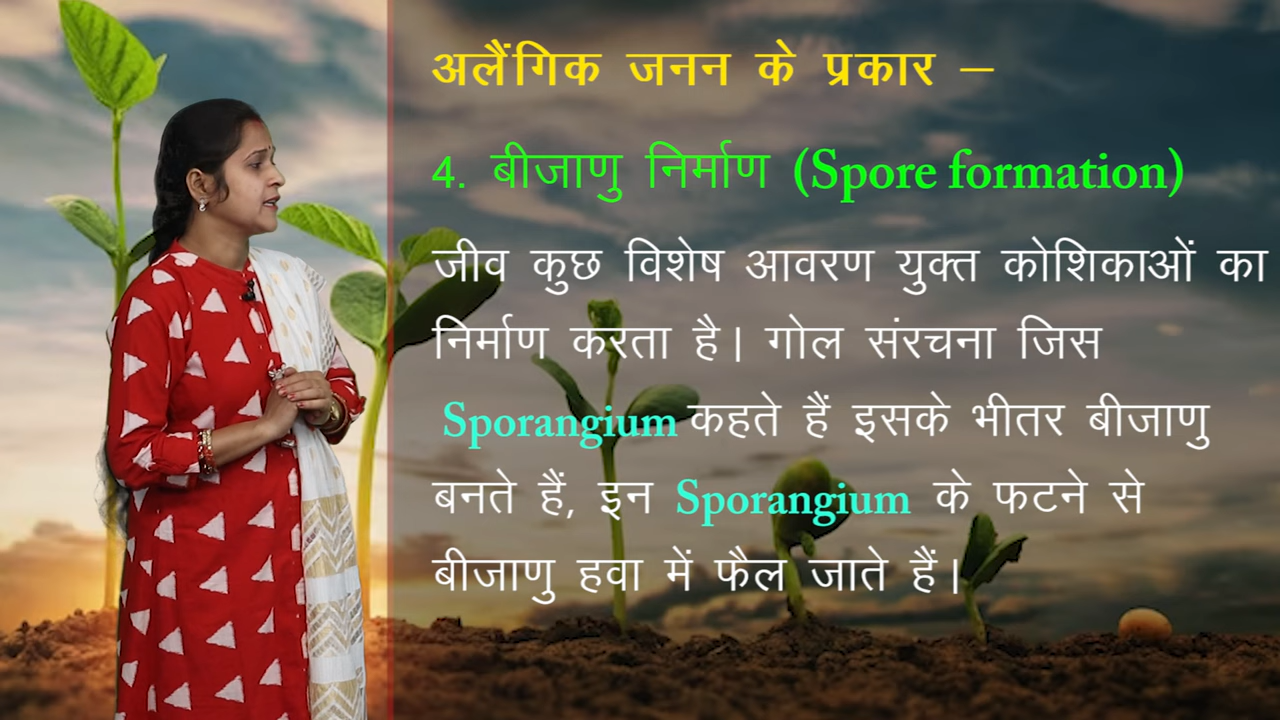 अलैंगिक जनन के प्रकार –
4. बीजाणु निर्माण (Spore formation)
जीव कुछ विशेष आवरण युक्त कोशिकाओं का
निर्माण करता है। गोल संरचना जिस
Sporangium कहते हैं इसके भीतर बीजाणु
बनते हैं, इन Sporangium के फटने से
बीजाणु हवा में फैल जाते हैं।